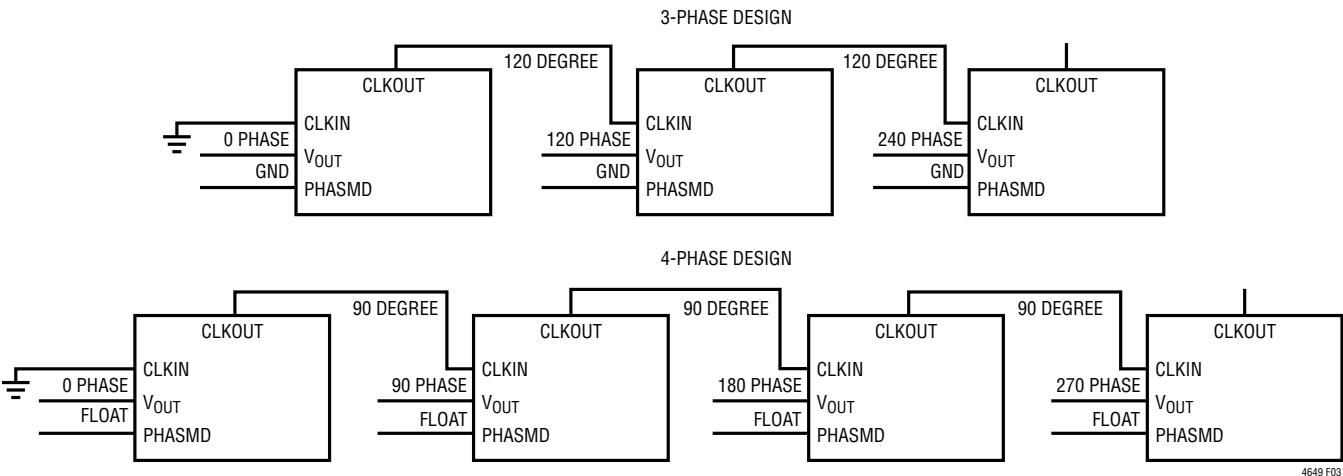 3-PHASE DESIGN
120 DEGREE
120 DEGREE
CLKOUT
CLKOUT
CLKOUT
CLKIN
CLKIN
CLKIN
0 PHASE
120 PHASE
240 PHASE
VOUT
VOUT
VOUT
GND
GND
GND
PHASMD
PHASMD
PHASMD
4-PHASE DESIGN
90 DEGREE
90 DEGREE
90 DEGREE
CLKOUT
CLKOUT
CLKOUT
CLKOUT
CLKIN
CLKIN
CLKIN
CLKIN
0 PHASE
90 PHASE
180 PHASE
270 PHASE
VOUT
VOUT
VOUT
VOUT
FLOAT
FLOAT
FLOAT
FLOAT
PHASMD
PHASMD
PHASMD
PHASMD
4649 F03